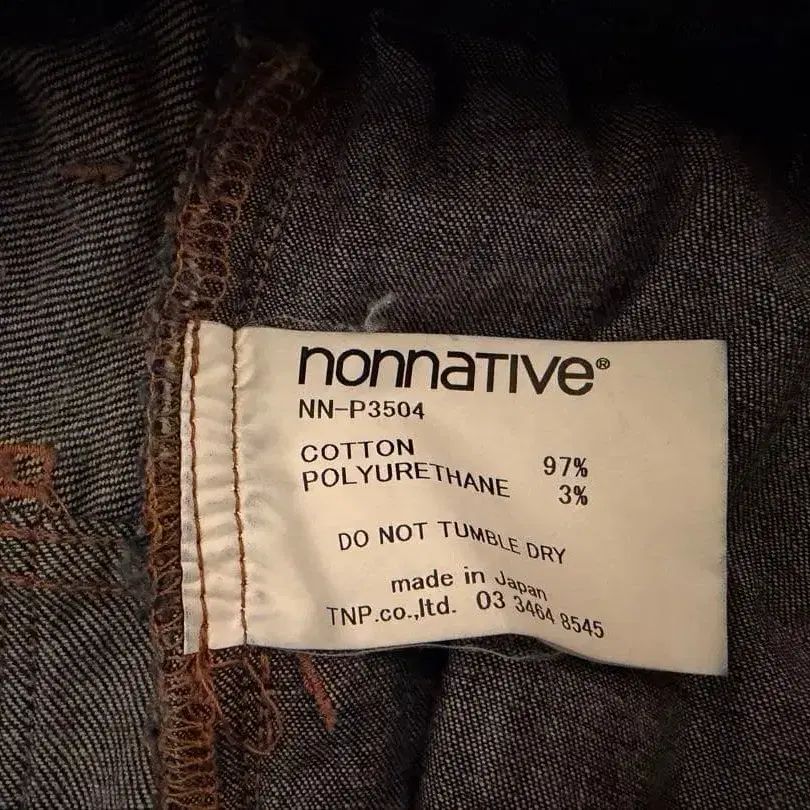 nonnaTIVe®
NN-P3504
COTTON 97%
POLYURETHANE 3%
DO NOT TUMBLE DRY
made in Japan
TNP.co.,ltd. 03 3464 8545